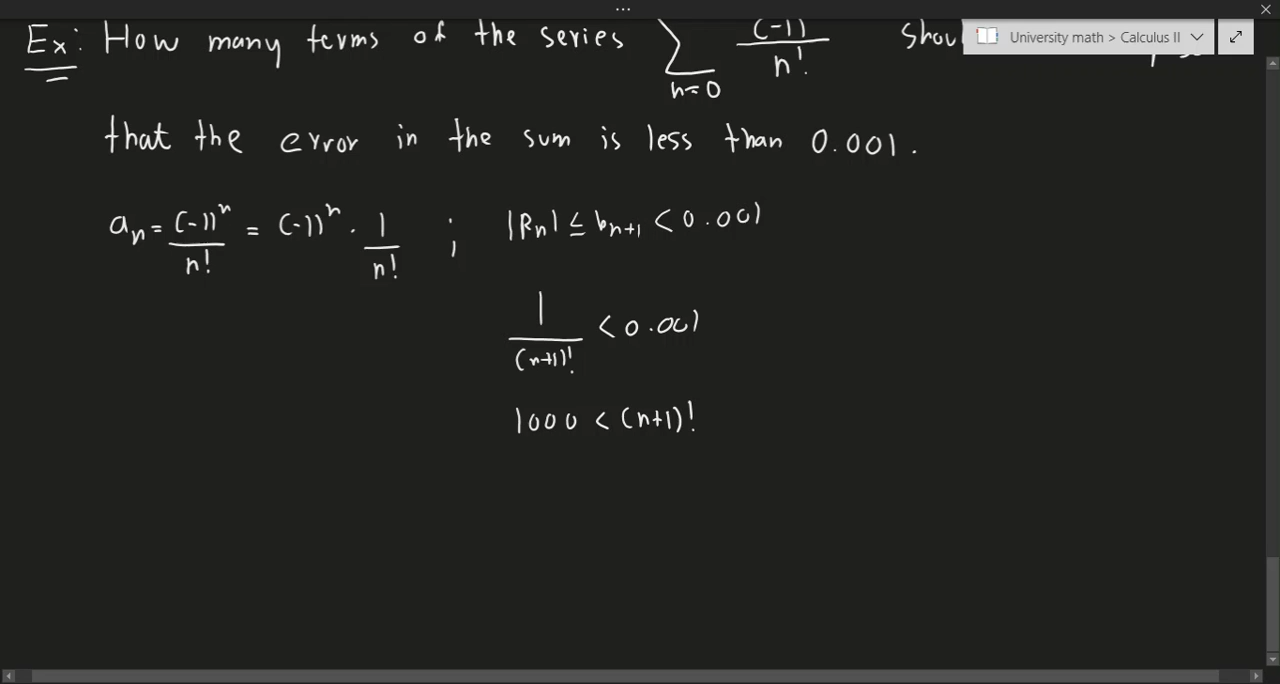 ...
Ex: How many terms of the series ∑ n=0 (-1) / n!
University math > Calculus II
that the error in the sum is less than 0.001.
aₙ = (-1)ⁿ / n! = (-1)ⁿ · 1 / n! ; |Rₙ| ≤ bₙ₊₁ < 0.001
1 / (n+1)! < 0.001
1000 < (n+1)!